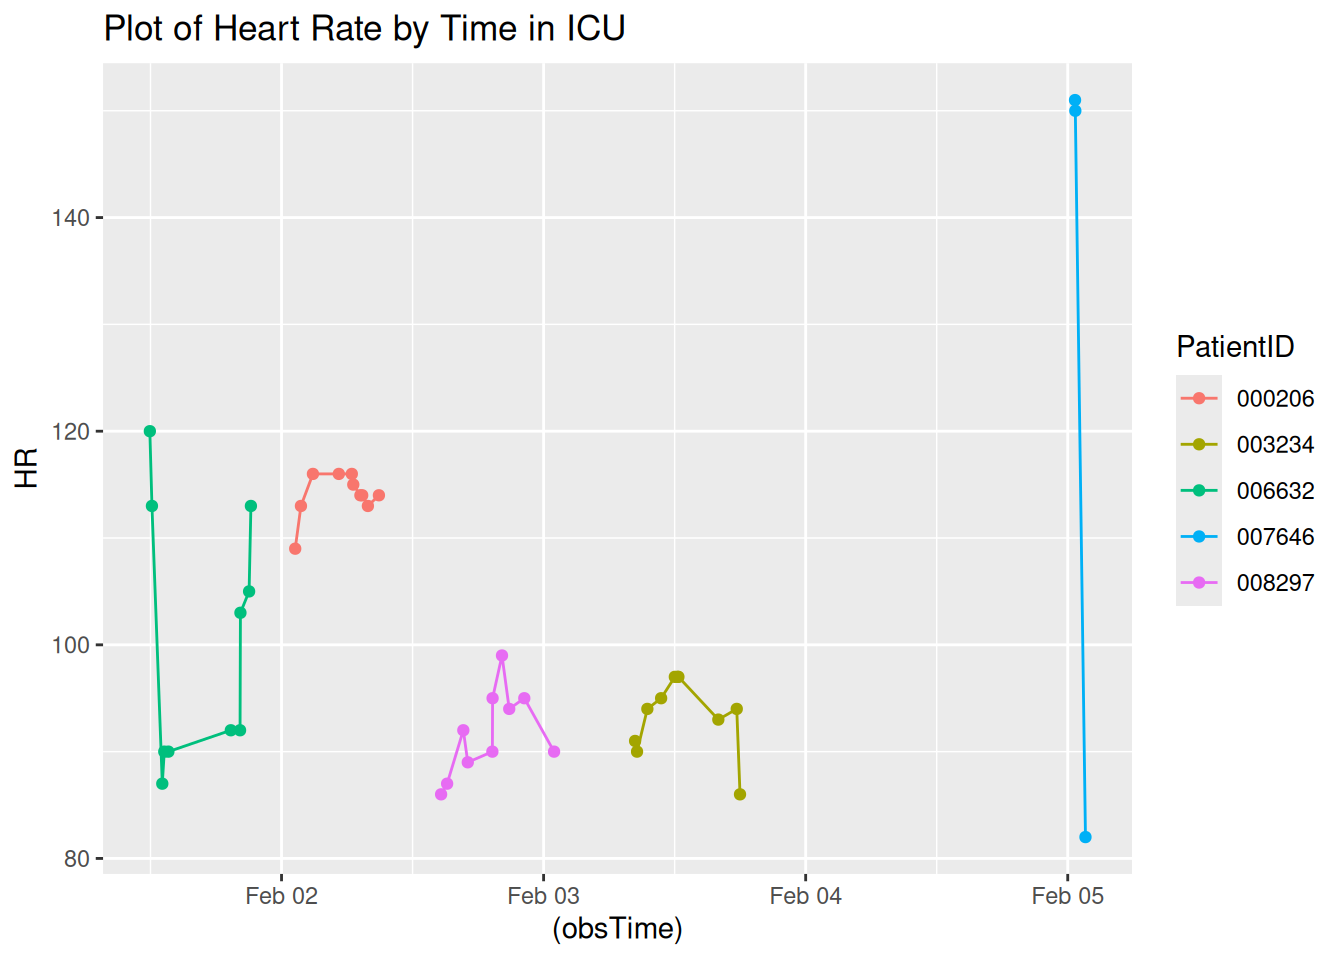 Plot of Heart Rate by Time in ICU
140
120
100
80
HR
Feb 02
Feb 03
Feb 04
Feb 05
(obsTime)
PatientID
000206
003234
006632
007646
008297